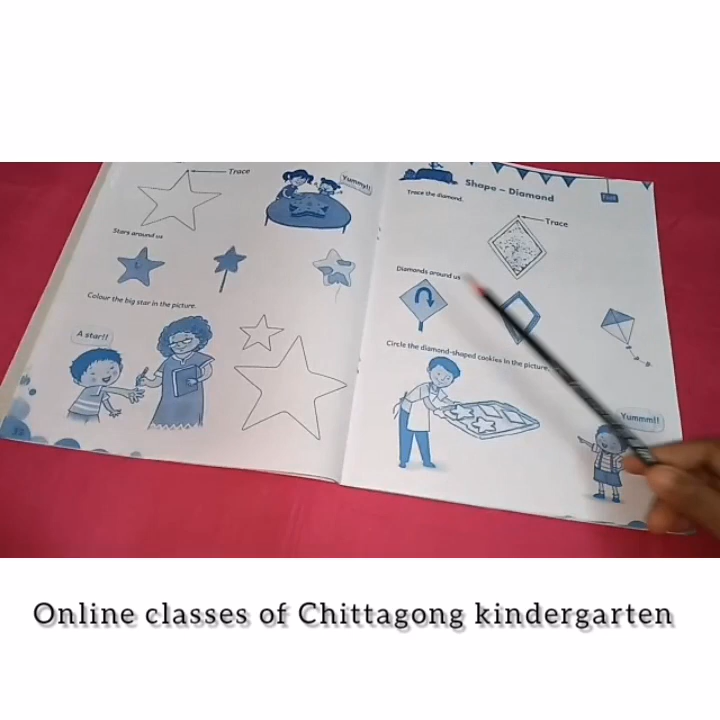 Trace
Yummy!!
Stars around us
Colour the big star in the picture.
A star!!
Shape – Diamond
Trace the diamond.
Trace
Diamonds around us
Circle the diamond-shaped cookies in the picture.
Yummm!!
Online classes of Chittagong kindergarten